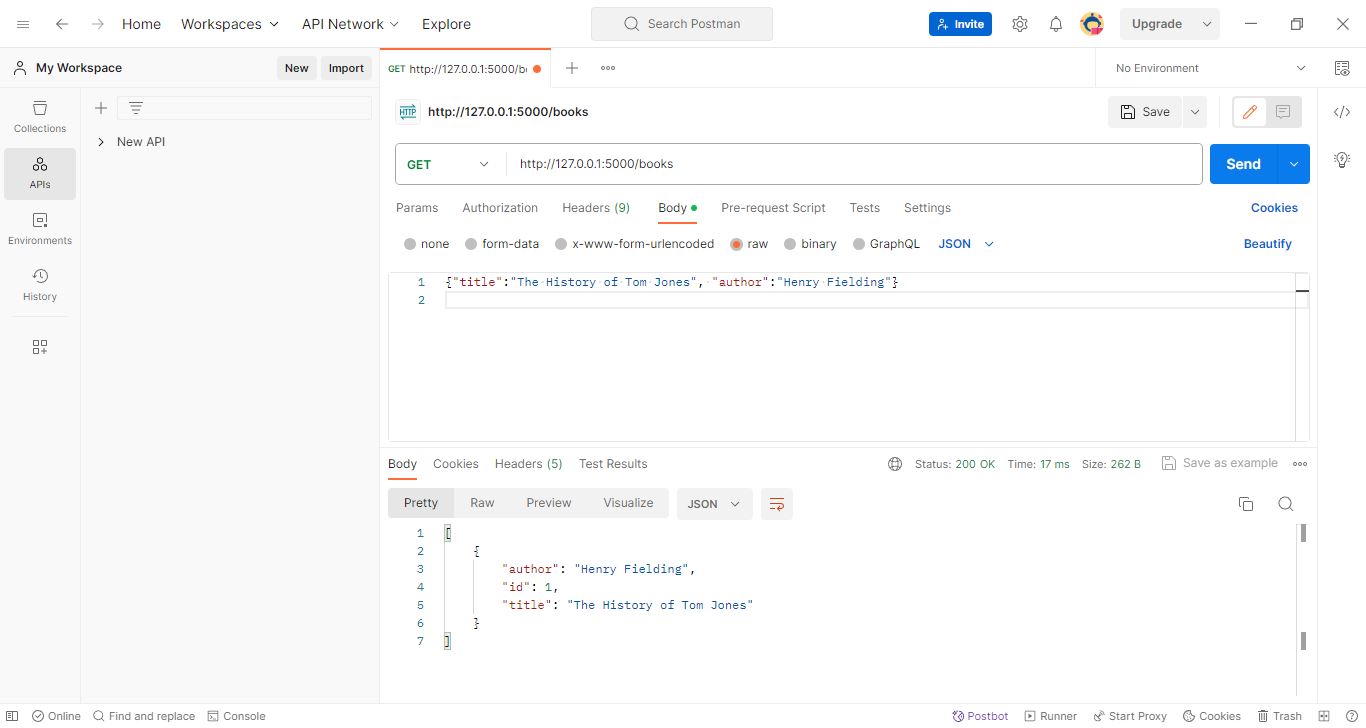 Home Workspaces API Network Explore Search Postman Invite Upgrade
My Workspace New Import GET http://127.0.0.1:5000/b No Environment
Collections
APIs
Environments
History
New API
HTTP http://127.0.0.1:5000/books Save
GET http://127.0.0.1:5000/books Send
Params Authorization Headers (9) Body Pre-request Script Tests Settings Cookies
none form-data x-www-form-urlencoded raw binary GraphQL JSON Beautify
1 {"title":"The History of Tom Jones", "author":"Henry Fielding"}
2
Body Cookies Headers (5) Test Results Status: 200 OK Time: 17 ms Size: 262 B Save as example
Pretty Raw Preview Visualize JSON
1 [
2 {
3 "author": "Henry Fielding",
4 "id": 1,
5 "title": "The History of Tom Jones"
6 }
7 ]
Online Find and replace Console Postbot Runner Start Proxy Cookies Trash